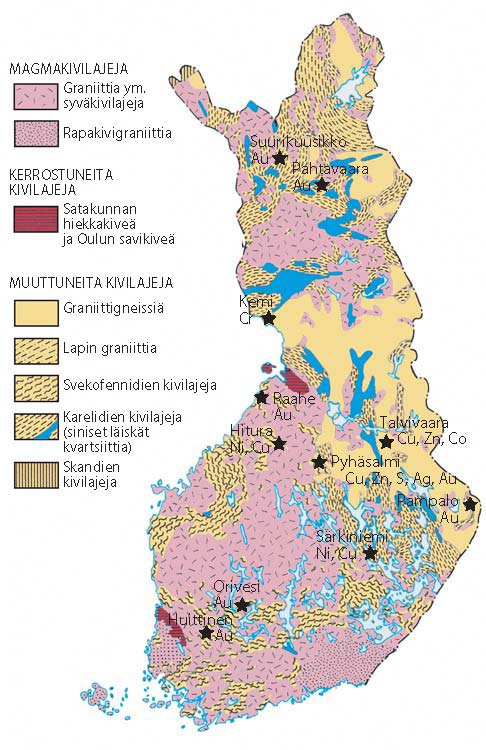 MAGMAKIVILAJEJA
Graniittia ym.
syväkivilajeja
Rapakivigraniittia
KERROSTUNEITA
KIVILAJEJA
Satakunnan
hiekkakiveä
ja Oulun savikiveä
MUUTTUNEITA KIVILAJEJA
Graniittigneissiä
Lapin graniittia
Svekofennidien kivilajeja
Karelidien kivilajeja
(siniset läiskät
kvartsiittia)
Skandien
kivilajeja
Suurikuusikko
Au
Pahtavaara
Au
Kemi
Cr
Raahe
Au
Hitura
Ni, Cu
Talvivaara
Cu, Zn, Co
Pyhäsalmi
Cu, Zn, S, Ag, Au
Pampalo
Au
Särkiniemi
Ni, Cu
Orivesi
Au
Hulttinen
Au